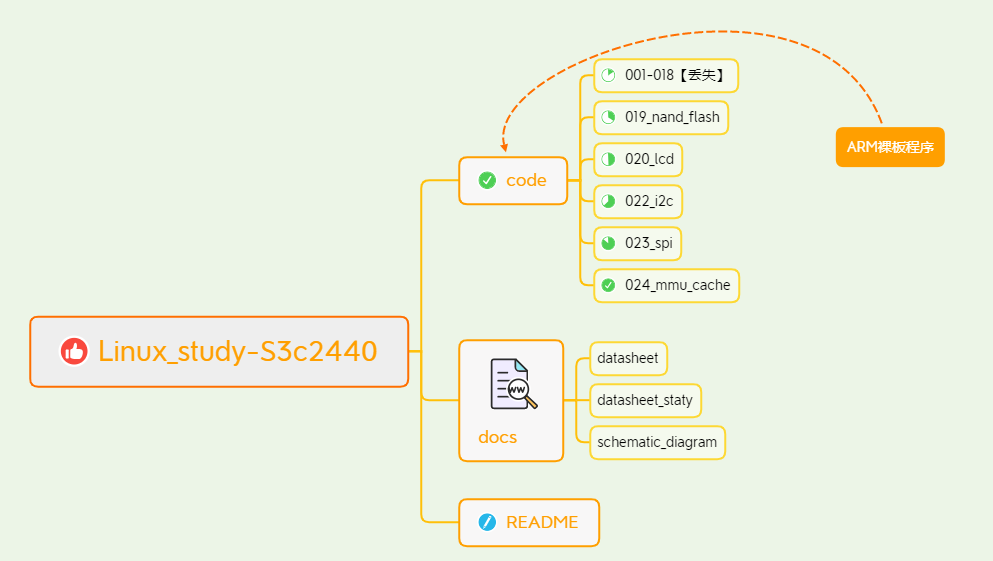 Linux_study-S3c2440
code
001-018【丢失】
019_nand_flash
020_lcd
022_i2c
023_spi
024_mmu_cache
ARM裸板程序
docs
WW
datasheet
datasheet_staty
schematic_diagram
README